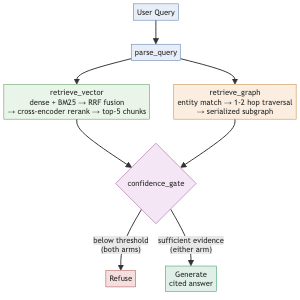 User Query
parse_query
retrieve_vector
dense + BM25 → RRF fusion
→ cross-encoder rerank → top-5 chunks
retrieve_graph
entity match → 1-2 hop traversal
→ serialized subgraph
confidence_gate
below threshold
(both arms)
sufficient evidence
(either arm)
Refuse
Generate
cited answer